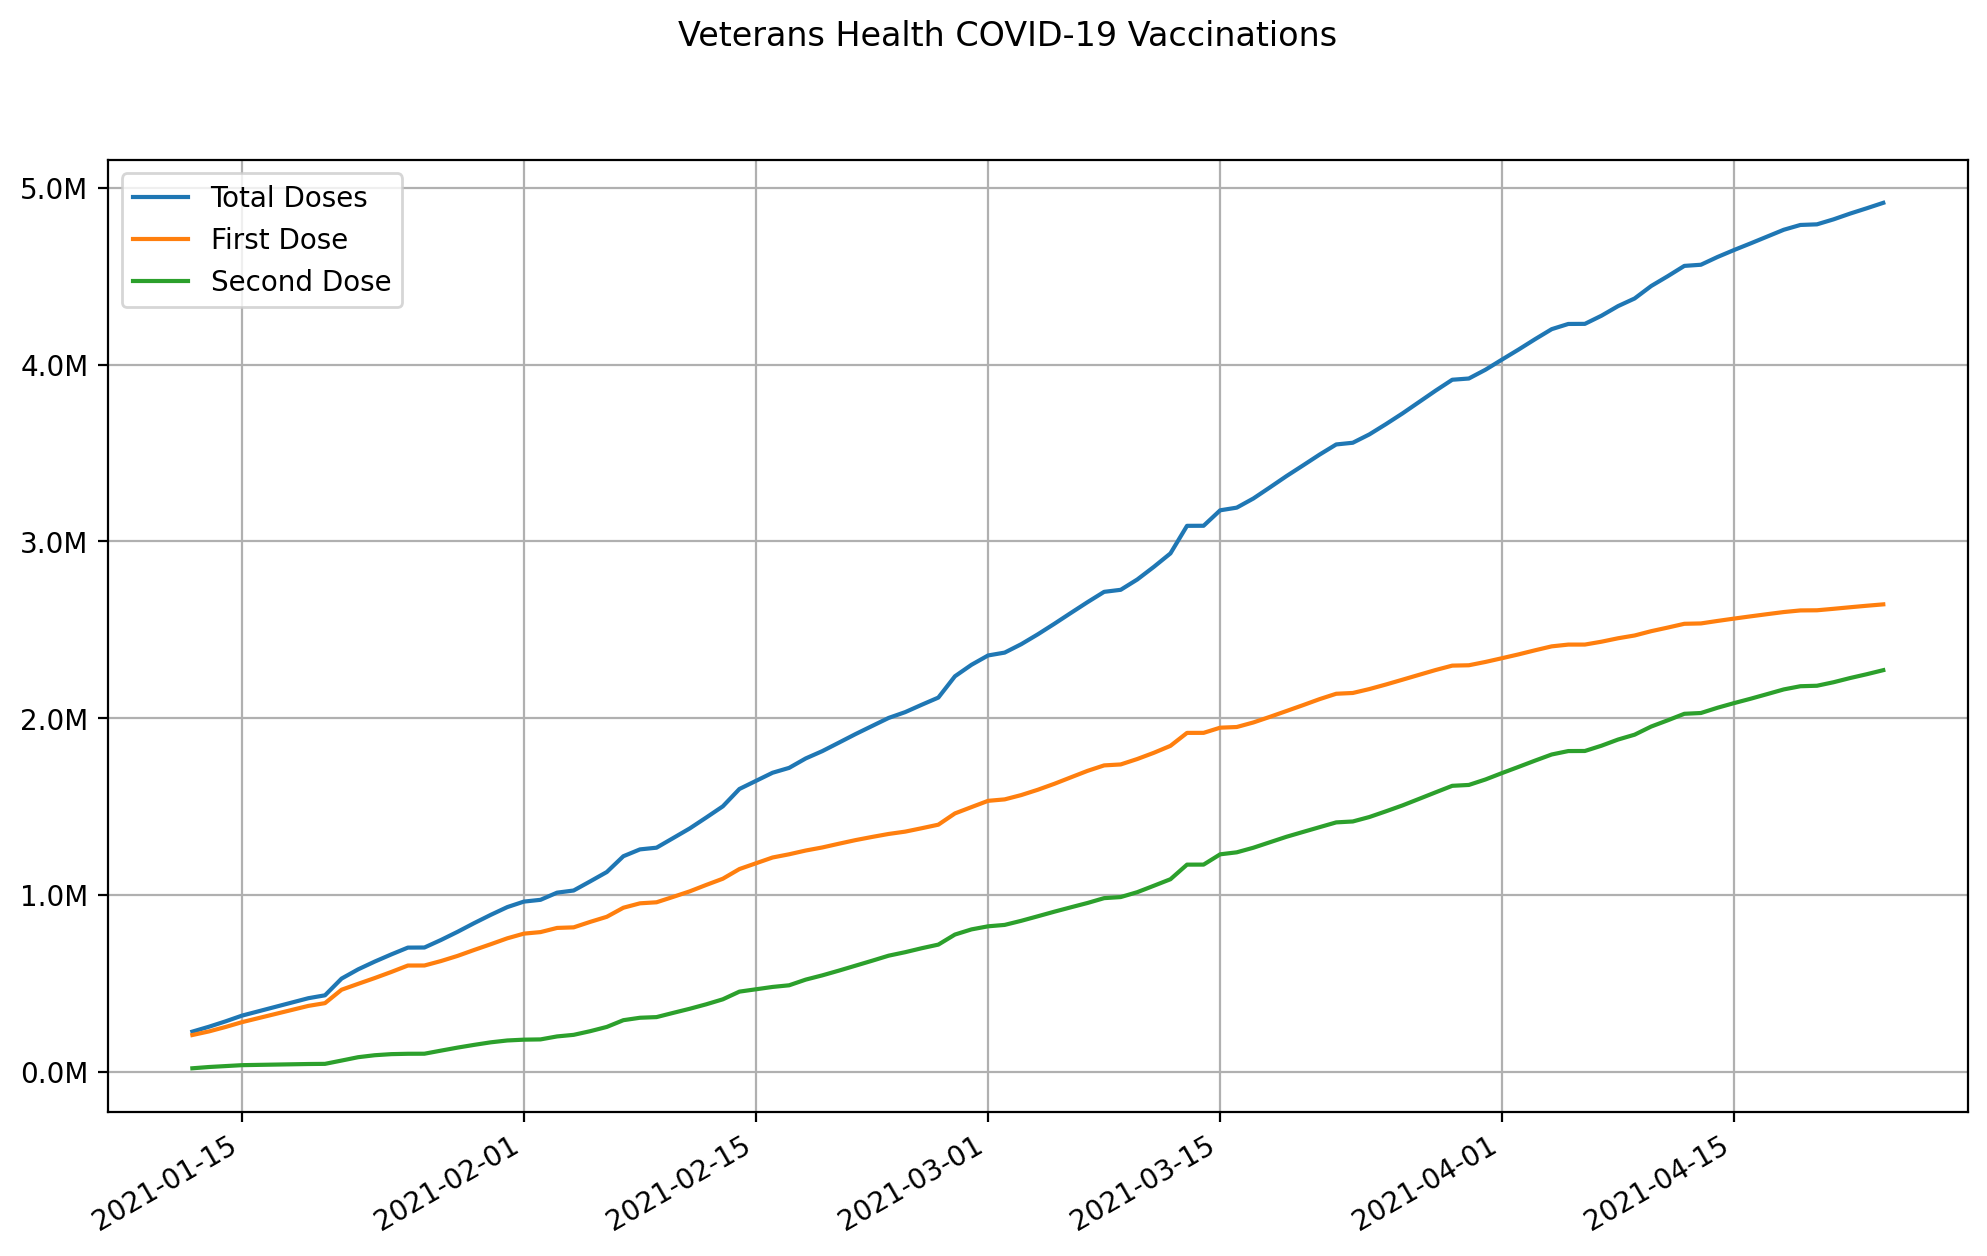 Veterans Health COVID-19 Vaccinations
Total Doses
First Dose
Second Dose
5.0M
4.0M
3.0M
2.0M
1.0M
0.0M
2021-01-15
2021-02-01
2021-02-15
2021-03-01
2021-03-15
2021-04-01
2021-04-15